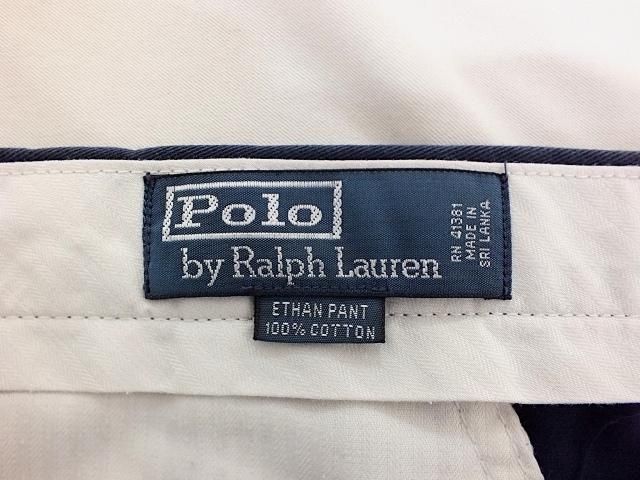 Polo
by Ralph Lauren
RN 41381
MADE IN
SRI LANKA
ETHAN PANT
100% COTTON